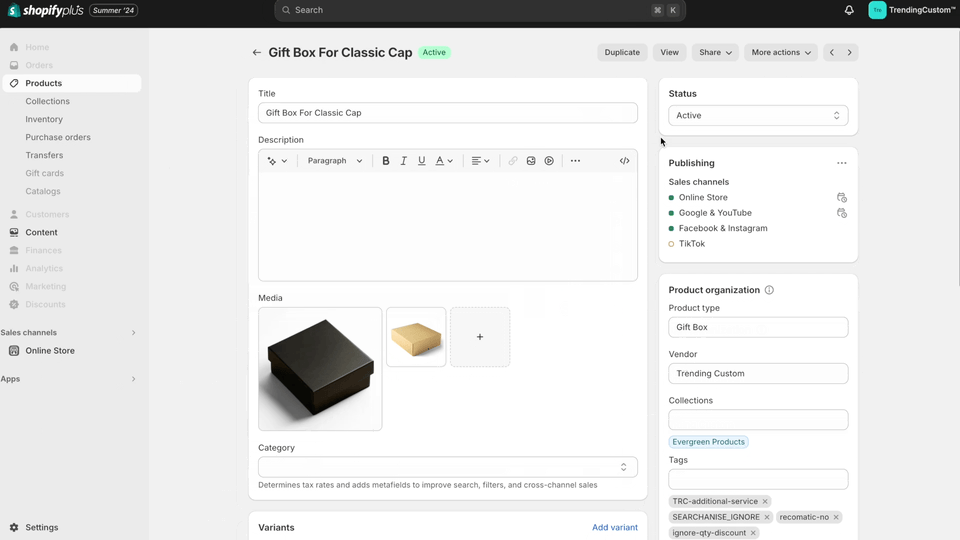 shopifyplus
Summer '24
Search
⌘ K
Tre
TrendingCustom™
Home
Orders
Products
Collections
Inventory
Purchase orders
Transfers
Gift cards
Catalogs
Customers
Content
Finances
Analytics
Marketing
Discounts
Sales channels
Online Store
Apps
Settings
Gift Box For Classic Cap
Active
Duplicate
View
Share
More actions
Title
Gift Box For Classic Cap
Description
Paragraph
B I U A
Media
+
Category
Determines tax rates and adds metafields to improve search, filters, and cross-channel sales
Variants
Add variant
Status
Active
Publishing
Sales channels
Online Store
Google & YouTube
Facebook & Instagram
TikTok
Product organization
Product type
Gift Box
Vendor
Trending Custom
Collections
Evergreen Products
Tags
TRC-additional-service
SEARCHANISE_IGNORE
recomatic-no
ignore-qty-discount